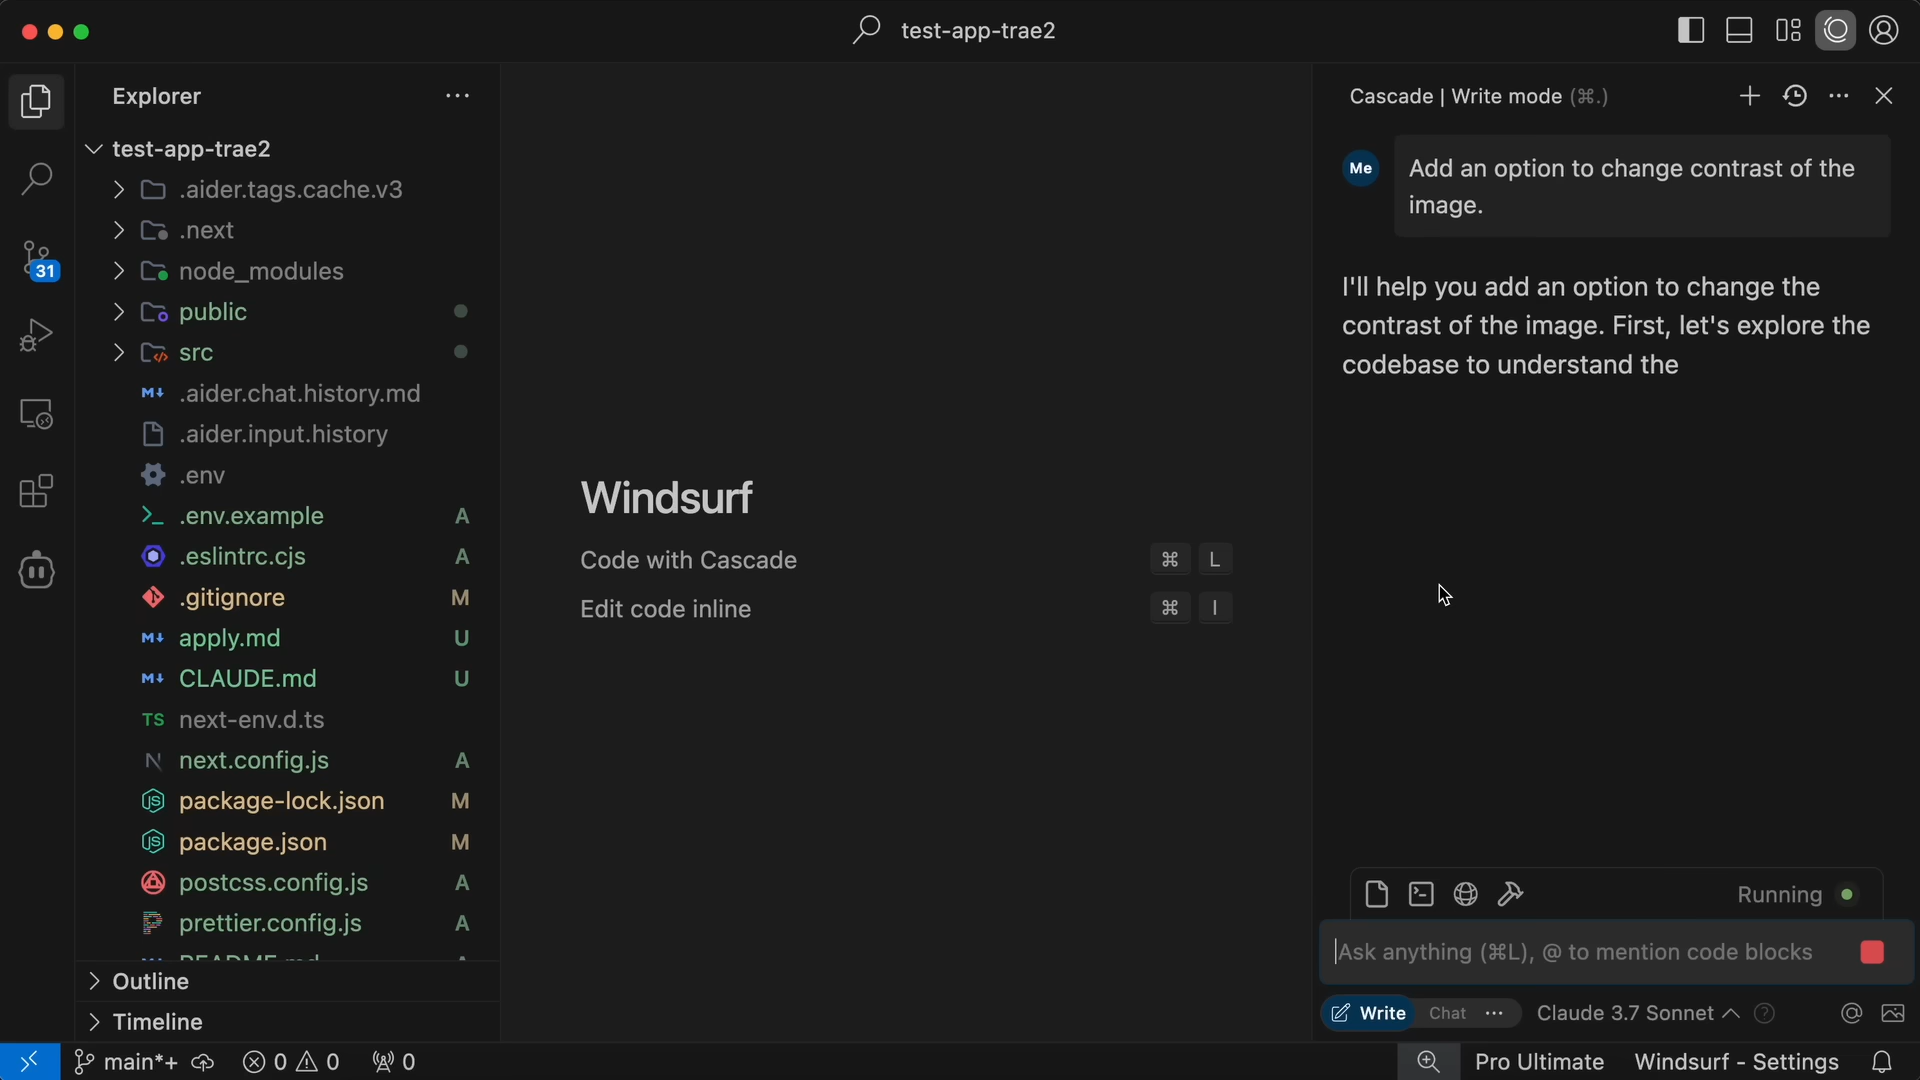 test-app-trae2
Explorer
test-app-trae2
.aider.tags.cache.v3
.next
node_modules
public
src
.aider.chat.history.md
.aider.input.history
.env
.env.example A
.eslintrc.cjs A
.gitignore M
apply.md U
CLAUDE.md U
TS next-env.d.ts
next.config.js A
package-lock.json M
package.json M
postcss.config.js A
prettier.config.js A
README.md A
Outline
Timeline
31
Windsurf
Code with Cascade ⌘ L
Edit code inline ⌘ I
Cascade | Write mode (⌘.)
Me
Add an option to change contrast of the
image.
I'll help you add an option to change the
contrast of the image. First, let's explore the
codebase to understand the
Running
Ask anything (⌘L), @ to mention code blocks
Write Chat ··· Claude 3.7 Sonnet
main*+ 0 0 0 Pro Ultimate Windsurf - Settings